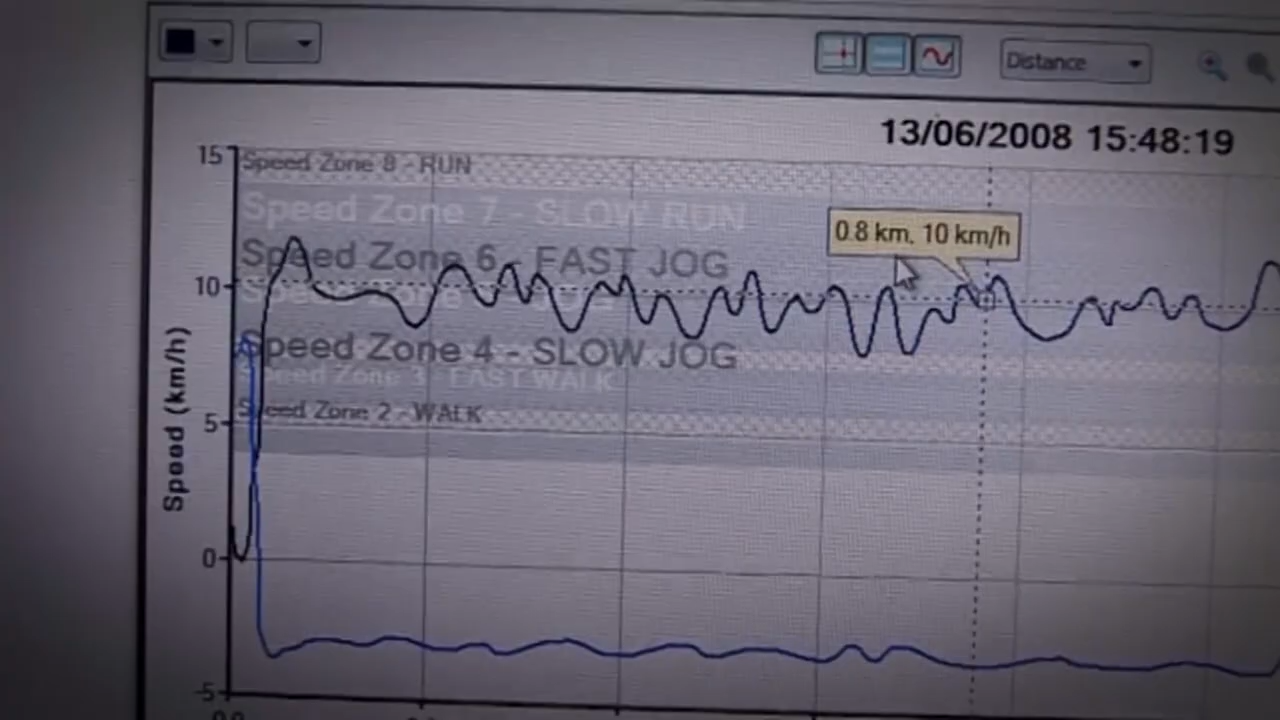 Distance
13/06/2008 15:48:19
15
Speed Zone 8 - RUN
Speed Zone 7 - SLOW RUN
0.8 km, 10 km/h
Speed Zone 6 - FAST JOG
10
Speed Zone
Speed Zone 4 - SLOW JOG
Speed Zone 3 - FAST WALK
Speed Zone 2 - WALK
5
Speed (km/h)
0
-5